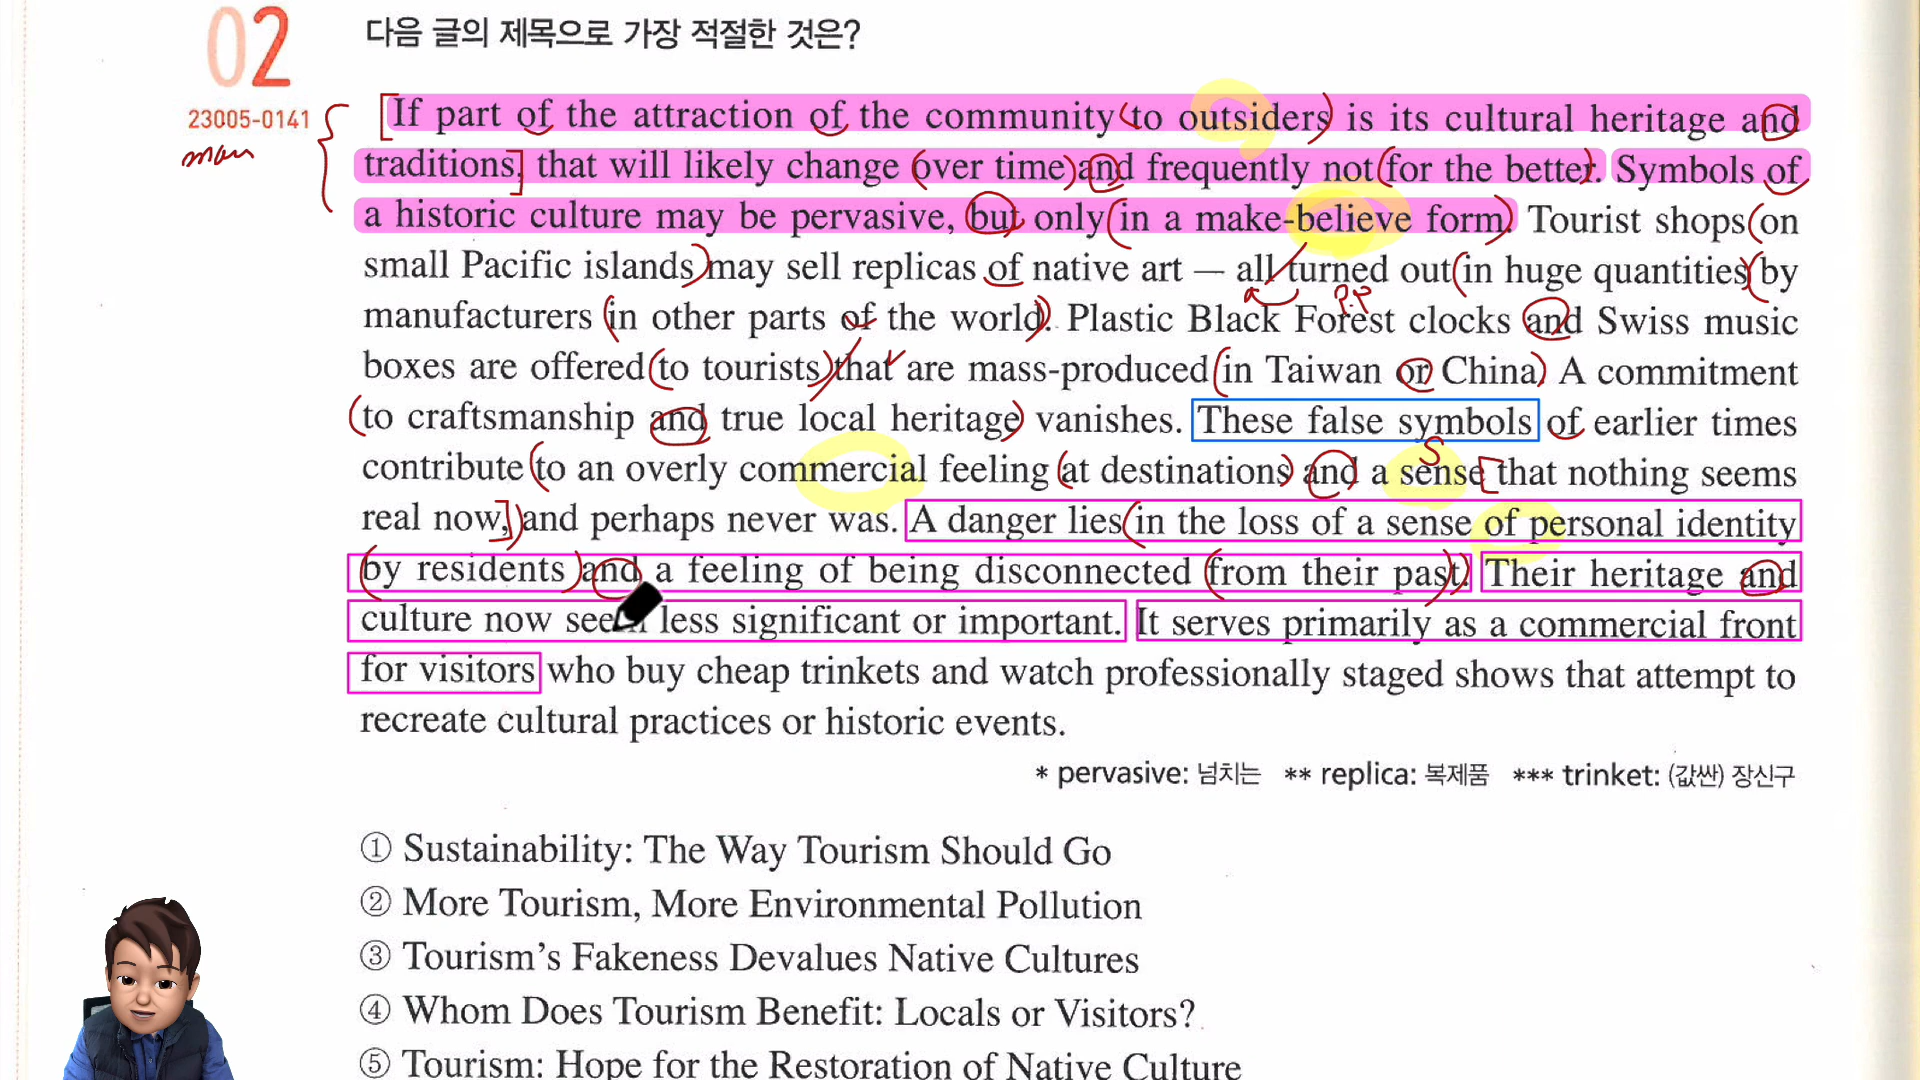 02
다음 글의 제목으로 가장 적절한 것은?
23005-0141
If part of the attraction of the community to outsiders is its cultural heritage and
traditions, that will likely change over time and frequently not for the better. Symbols of
a historic culture may be pervasive, but only in a make-believe form. Tourist shops on
small Pacific islands may sell replicas of native art — all turned out in huge quantities by
P.P
manufacturers in other parts of the world. Plastic Black Forest clocks and Swiss music
boxes are offered to tourists that are mass-produced in Taiwan or China. A commitment
to craftsmanship and true local heritage vanishes. These false symbols of earlier times
S
contribute to an overly commercial feeling at destinations and a sense that nothing seems
real now, and perhaps never was. A danger lies in the loss of a sense of personal identity
by residents and a feeling of being disconnected from their past. Their heritage and
culture now seem less significant or important. It serves primarily as a commercial front
for visitors who buy cheap trinkets and watch professionally staged shows that attempt to
recreate cultural practices or historic events.
* pervasive: 넘치는 ** replica: 복제품 *** trinket: (값싼) 장신구
① Sustainability: The Way Tourism Should Go
② More Tourism, More Environmental Pollution
③ Tourism's Fakeness Devalues Native Cultures
④ Whom Does Tourism Benefit: Locals or Visitors?
⑤ Tourism: Hope for the Restoration of Native Culture